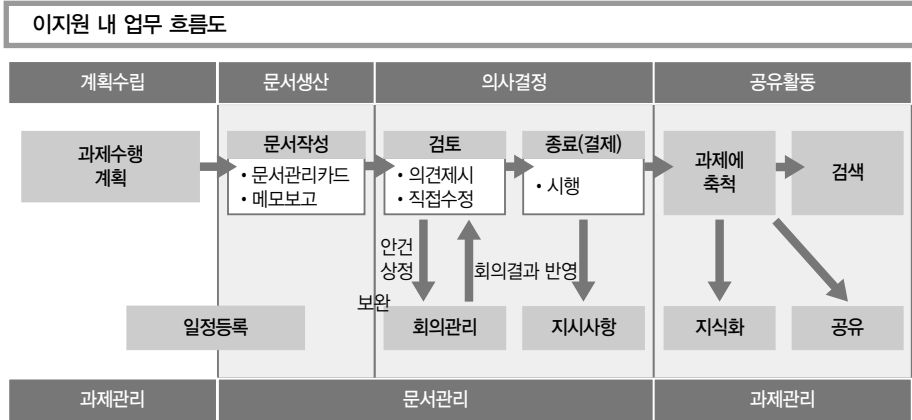 이지원 내 업무 흐름도
계획수립 문서생산 의사결정 공유활동
과제수행
계획
문서작성
• 문서관리카드
• 메모보고
검토
• 의견제시
• 직접수정
종료(결제)
• 시행
과제에
축척
검색
안건
상정
회의결과 반영
보완
일정등록
회의관리
지시사항
지식화
공유
과제관리 문서관리 과제관리